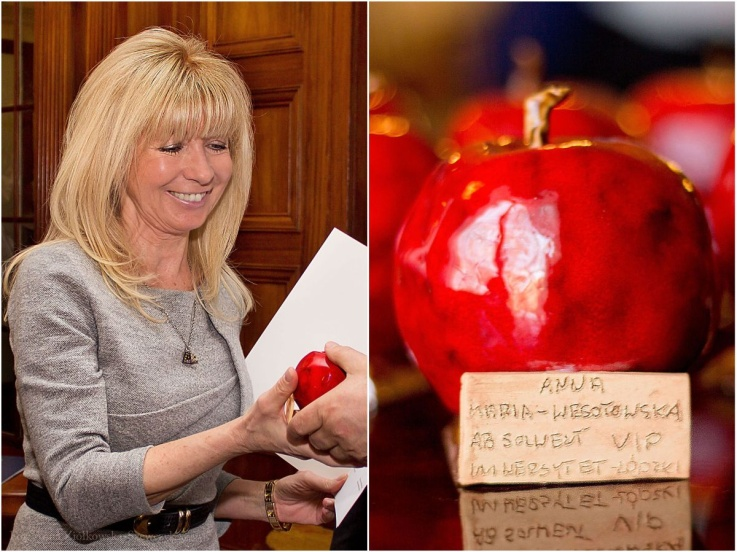 ANNA
MARIA-WESOŁOWSKA
ABSOLWENT VIP
UNIWERSYTET-ŁÓDZKI